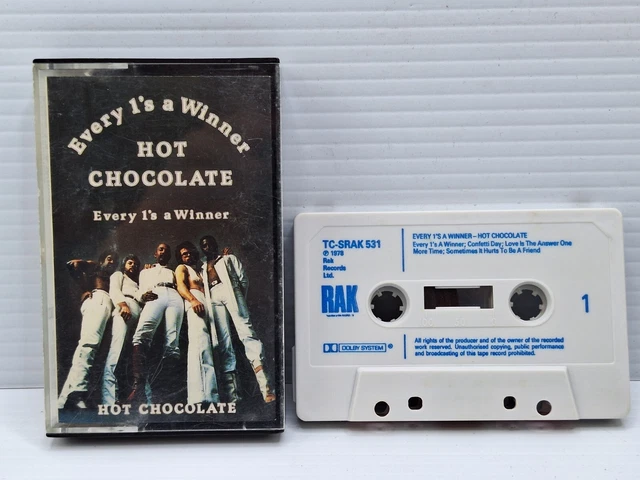 Every 1's a Winner
HOT
CHOCOLATE
Every 1's a Winner
HOT CHOCOLATE
TC-SRAK 531
℗ 1978
Rak
Records
Ltd.
RAK
EVERY 1'S A WINNER – HOT CHOCOLATE
Every 1's A Winner; Confetti Day; Love Is The Answer One
More Time; Sometimes It Hurts To Be A Friend
1
DOLBY SYSTEM ®
All rights of the producer and of the owner of the recorded
work reserved. Unauthorised copying, public performance
and broadcasting of this tape record prohibited.